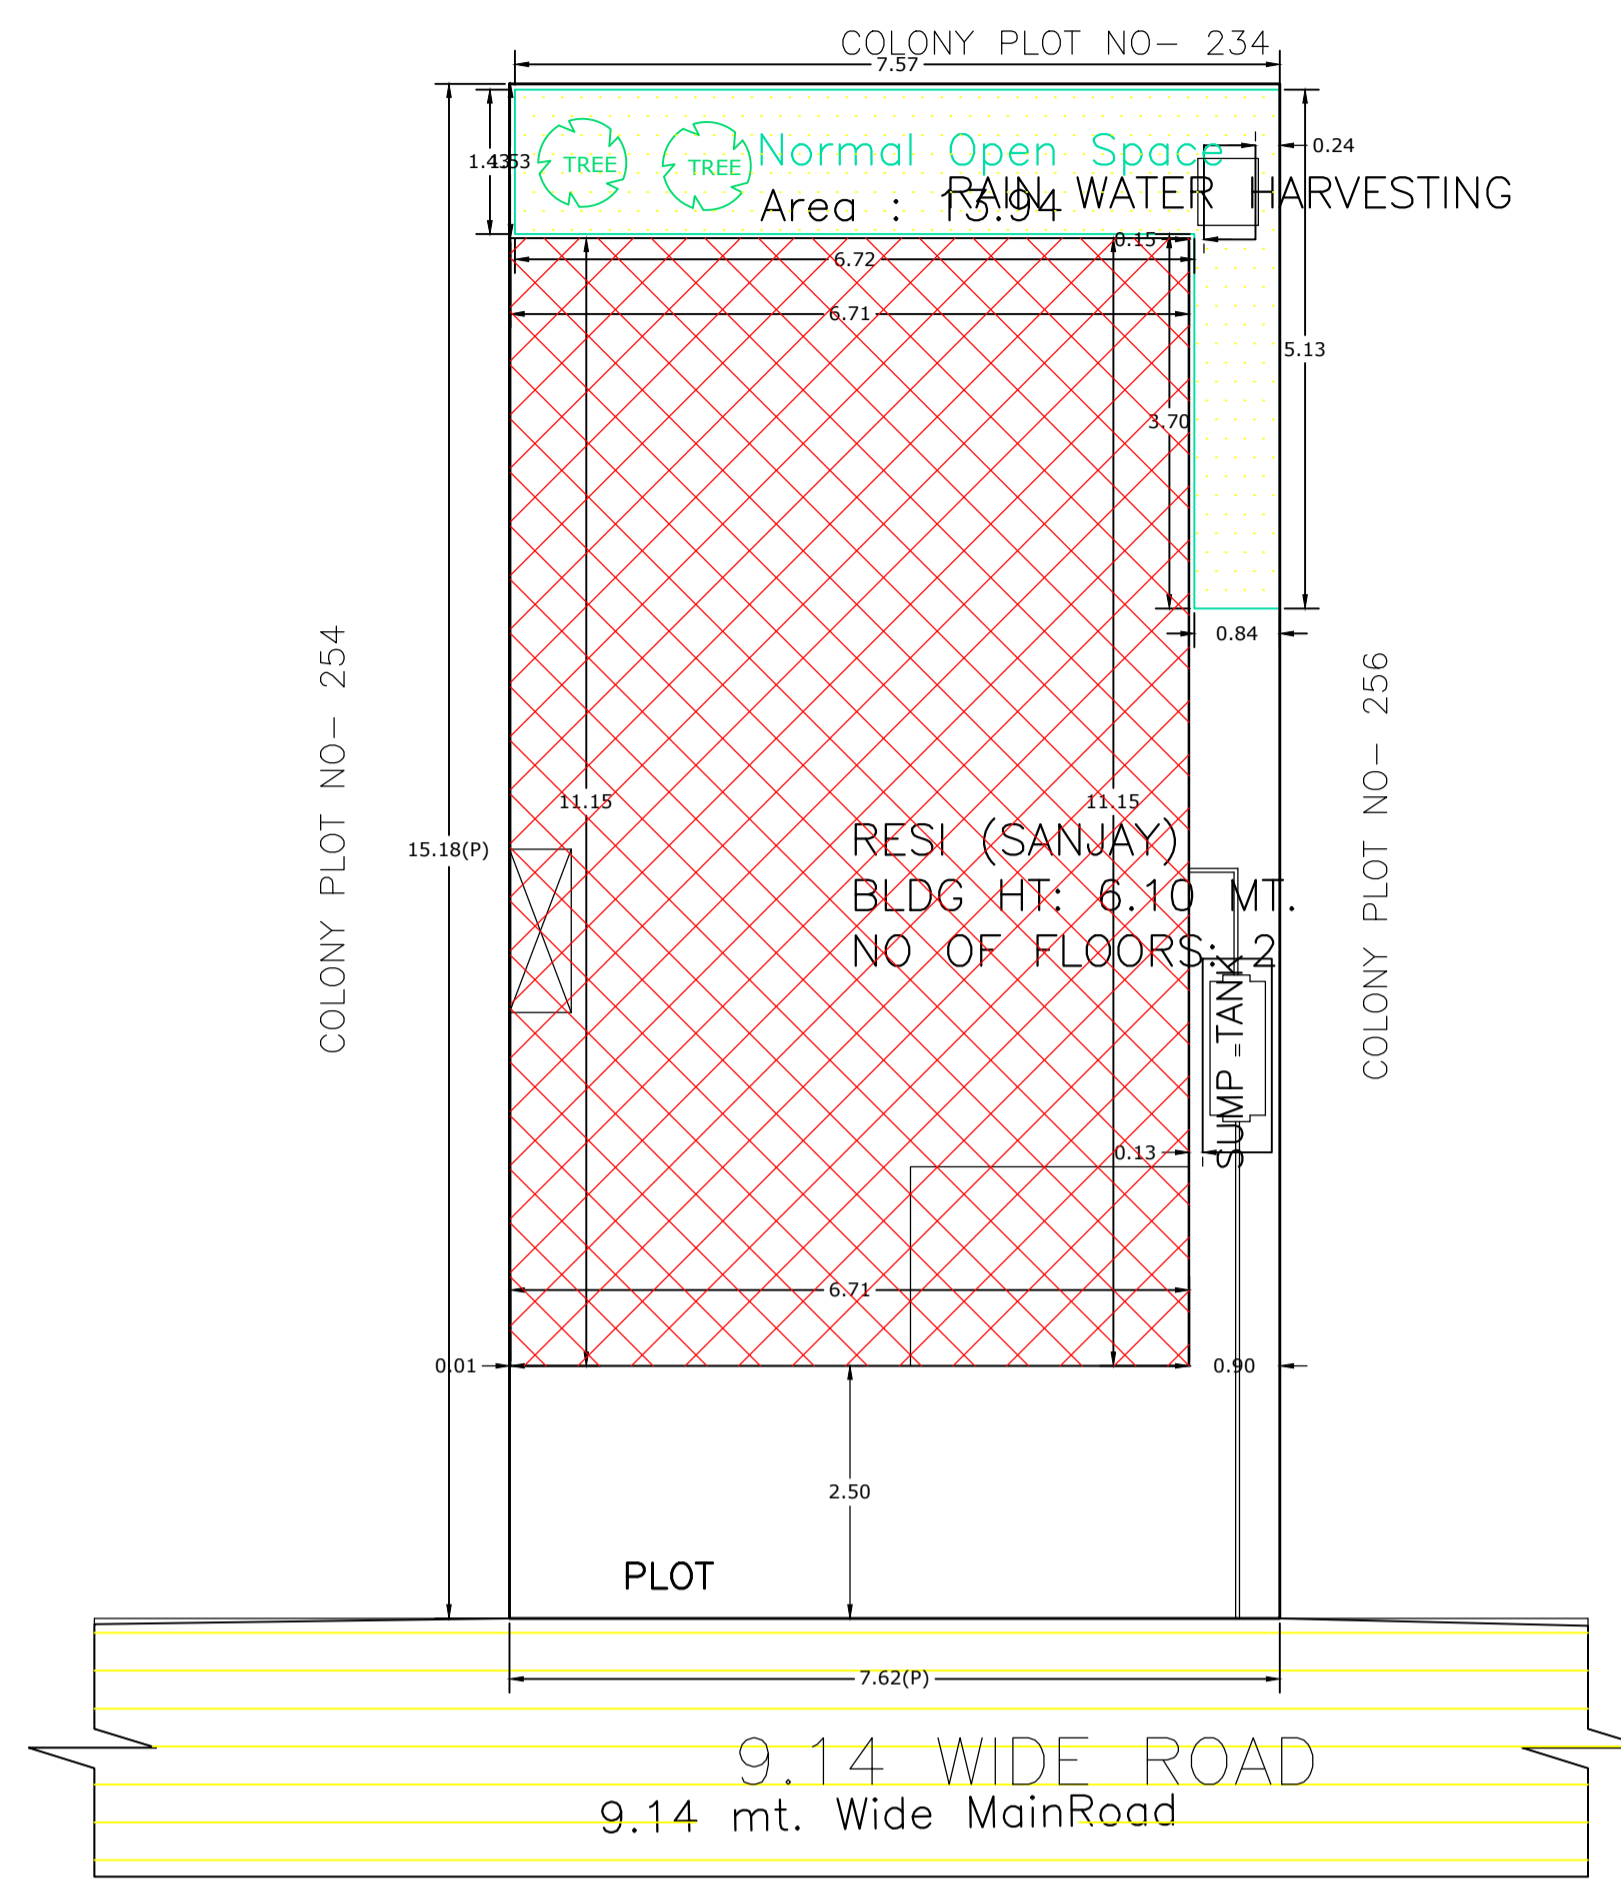 COLONY PLOT NO- 234
7.57
TREE
TREE
Normal Open Space
0.24
1.43
1.53
RAIN WATER HARVESTING
Area : 13.94
0.15
6.72
6.71
5.13
3.70
0.84
COLONY PLOT NO- 254
COLONY PLOT NO- 256
11.15
11.15
15.18(P)
RESI (SANJAY)
BLDG HT: 6.10 MT.
NO OF FLOORS: 2
SUMP TANK
0.13
6.71
0.01
0.90
2.50
PLOT
7.62(P)
9.14 WIDE ROAD
9.14 mt. Wide MainRoad